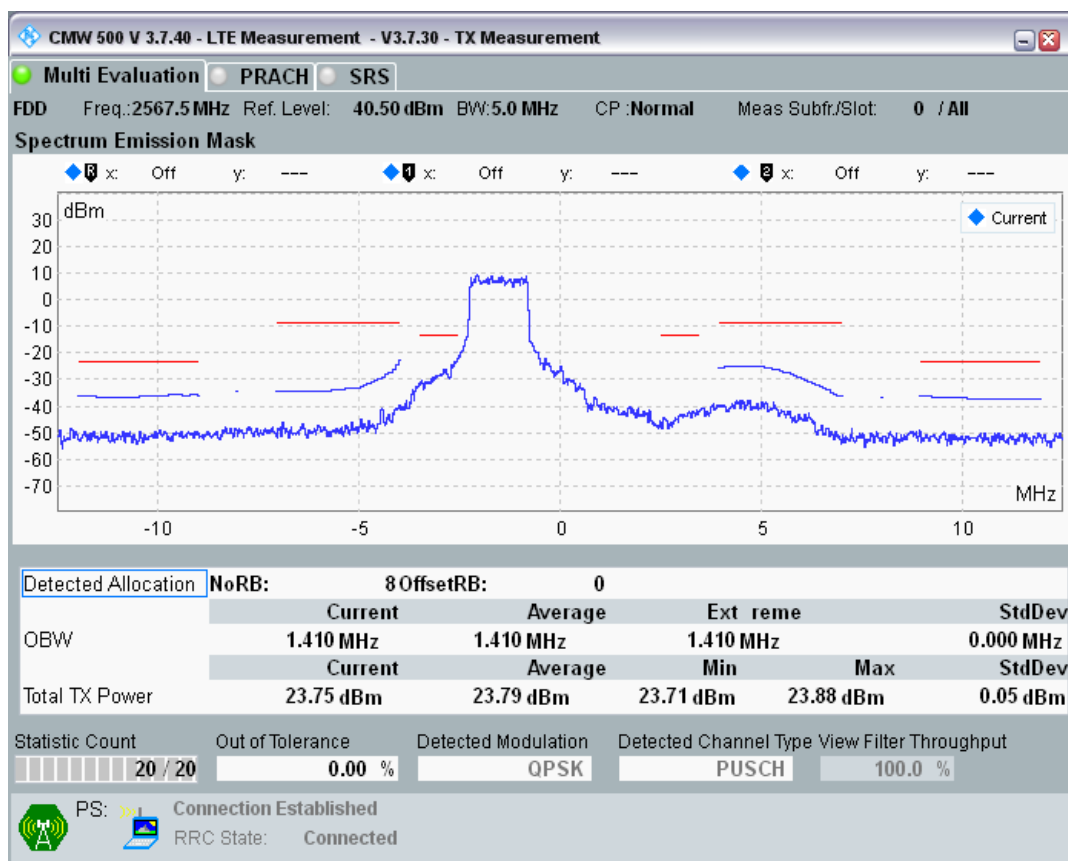 CMW 500 V 3.7.40 - LTE Measurement - V3.7.30 - TX Measurement
Multi Evaluation PRACH SRS
FDD Freq.:2567.5 MHz Ref. Level: 40.50 dBm BW:5.0 MHz CP :Normal Meas Subfr./Slot: 0 / All
Spectrum Emission Mask
R x: Off y: --- 1 x: Off y: --- 2 x: Off y: ---
dBm
Current
30
20
10
0
-10
-20
-30
-40
-50
-60
-70
MHz
-10 -5 0 5 10
Detected Allocation NoRB: 8 OffsetRB: 0
Current Average Ext reme StdDev
OBW 1.410 MHz 1.410 MHz 1.410 MHz 0.000 MHz
Current Average Min Max StdDev
Total TX Power 23.75 dBm 23.79 dBm 23.71 dBm 23.88 dBm 0.05 dBm
Statistic Count Out of Tolerance Detected Modulation Detected Channel Type View Filter Throughput
20 / 20 0.00 % QPSK PUSCH 100.0 %
PS: Connection Established
RRC State: Connected